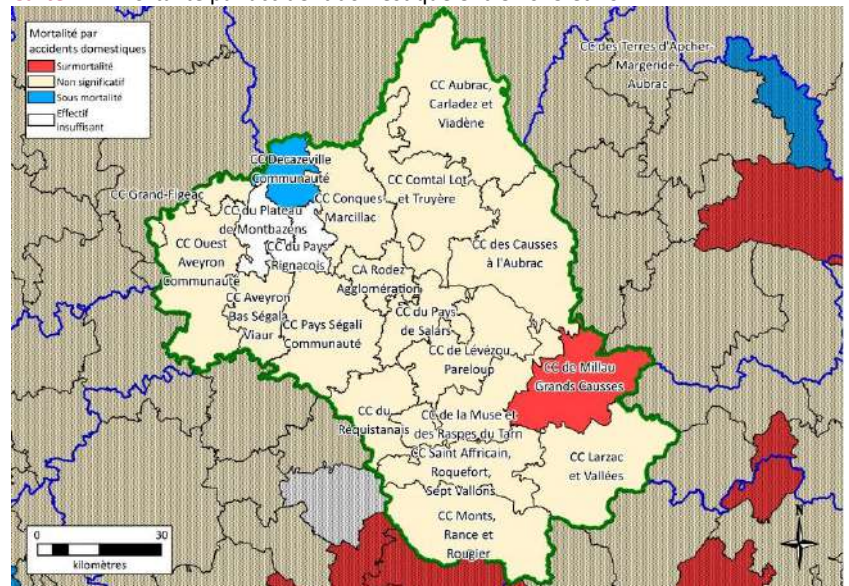 Mortalité par
accidents domestiques
Surmortalité
Non significatif
Sous mortalité
Effectif
insuffisant
CC des Terres d'Apcher-
Margeride-
Aubrac
CC Aubrac,
Carladez et
Viadène
CC Decazeville
Communauté
CC Grand-Figeac
CC du Plateau
de Montbazens
CC Conques
Marcillac
CC Comtal Lot
et Truyère
CC du Pays
Rignacois
CC Ouest
Aveyron
Communauté
CC des Causses
à l'Aubrac
CA Rodez
Agglomération
CC Aveyron
Bas Ségala
Viaur
CC Pays Ségali
Communauté
CC du Pays
de Salars
CC de Lévézou
Pareloup
CC de Millau
Grands Causses
CC du
Réquistanais
CC de la Muse et
des Raspes du Tarn
CC Saint Affricain,
Roquefort,
Sept Vallons
CC Larzac
et Vallées
CC Monts,
Rance et
Rougier
0 30
kilomètres
N